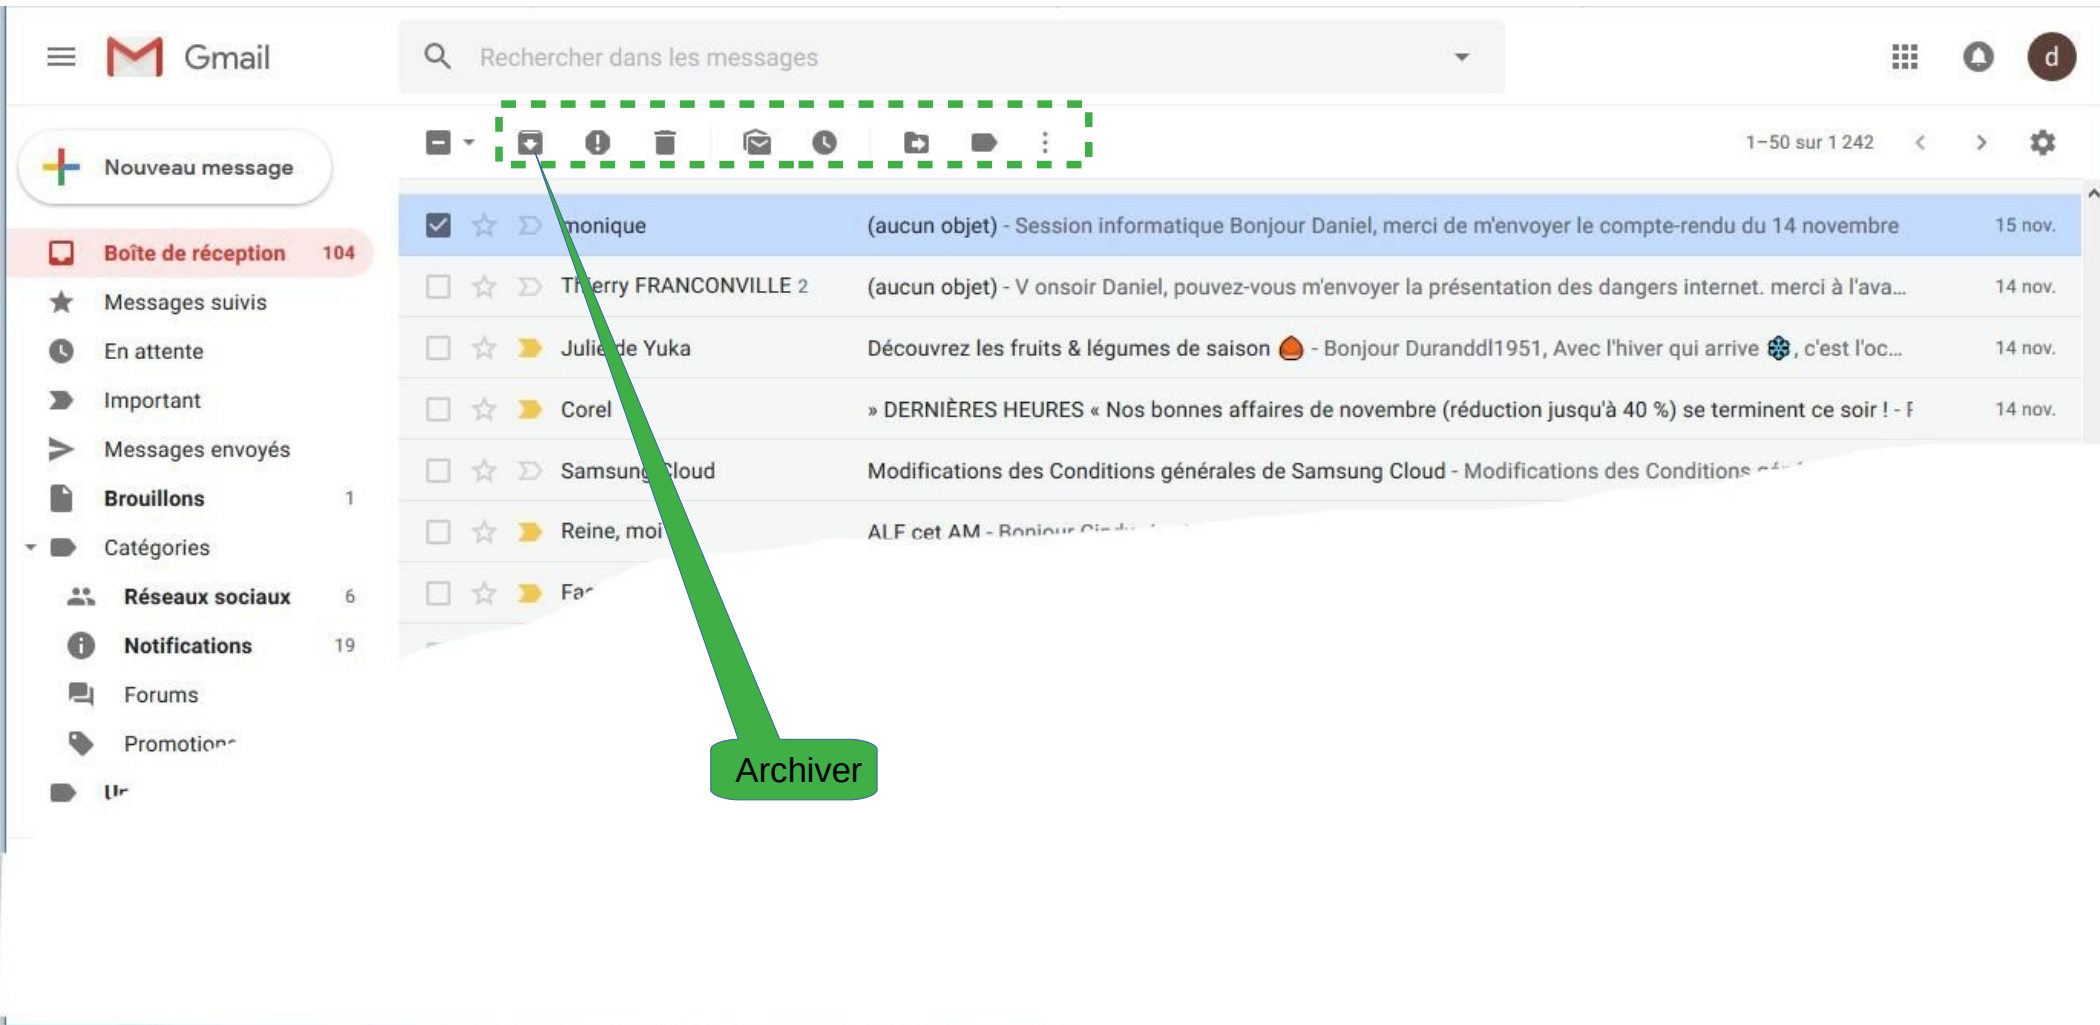 Gmail
Rechercher dans les messages
d
1–50 sur 1 242
Nouveau message
Boîte de réception 104
Messages suivis
En attente
Important
Messages envoyés
Brouillons 1
Catégories
Réseaux sociaux 6
Notifications 19
Forums
Promotions
monique (aucun objet) - Session informatique Bonjour Daniel, merci de m'envoyer le compte-rendu du 14 novembre 15 nov.
Thierry FRANCONVILLE 2 (aucun objet) - V onsoir Daniel, pouvez-vous m'envoyer la présentation des dangers internet. merci à l'ava... 14 nov.
Julie de Yuka Découvrez les fruits & légumes de saison - Bonjour Duranddl1951, Avec l'hiver qui arrive , c'est l'oc... 14 nov.
Corel » DERNIÈRES HEURES « Nos bonnes affaires de novembre (réduction jusqu'à 40 %) se terminent ce soir ! - 14 nov.
Samsung Cloud Modifications des Conditions générales de Samsung Cloud - Modifications des Conditions
Reine, moi ALF cet AM - Bonjour
Archiver